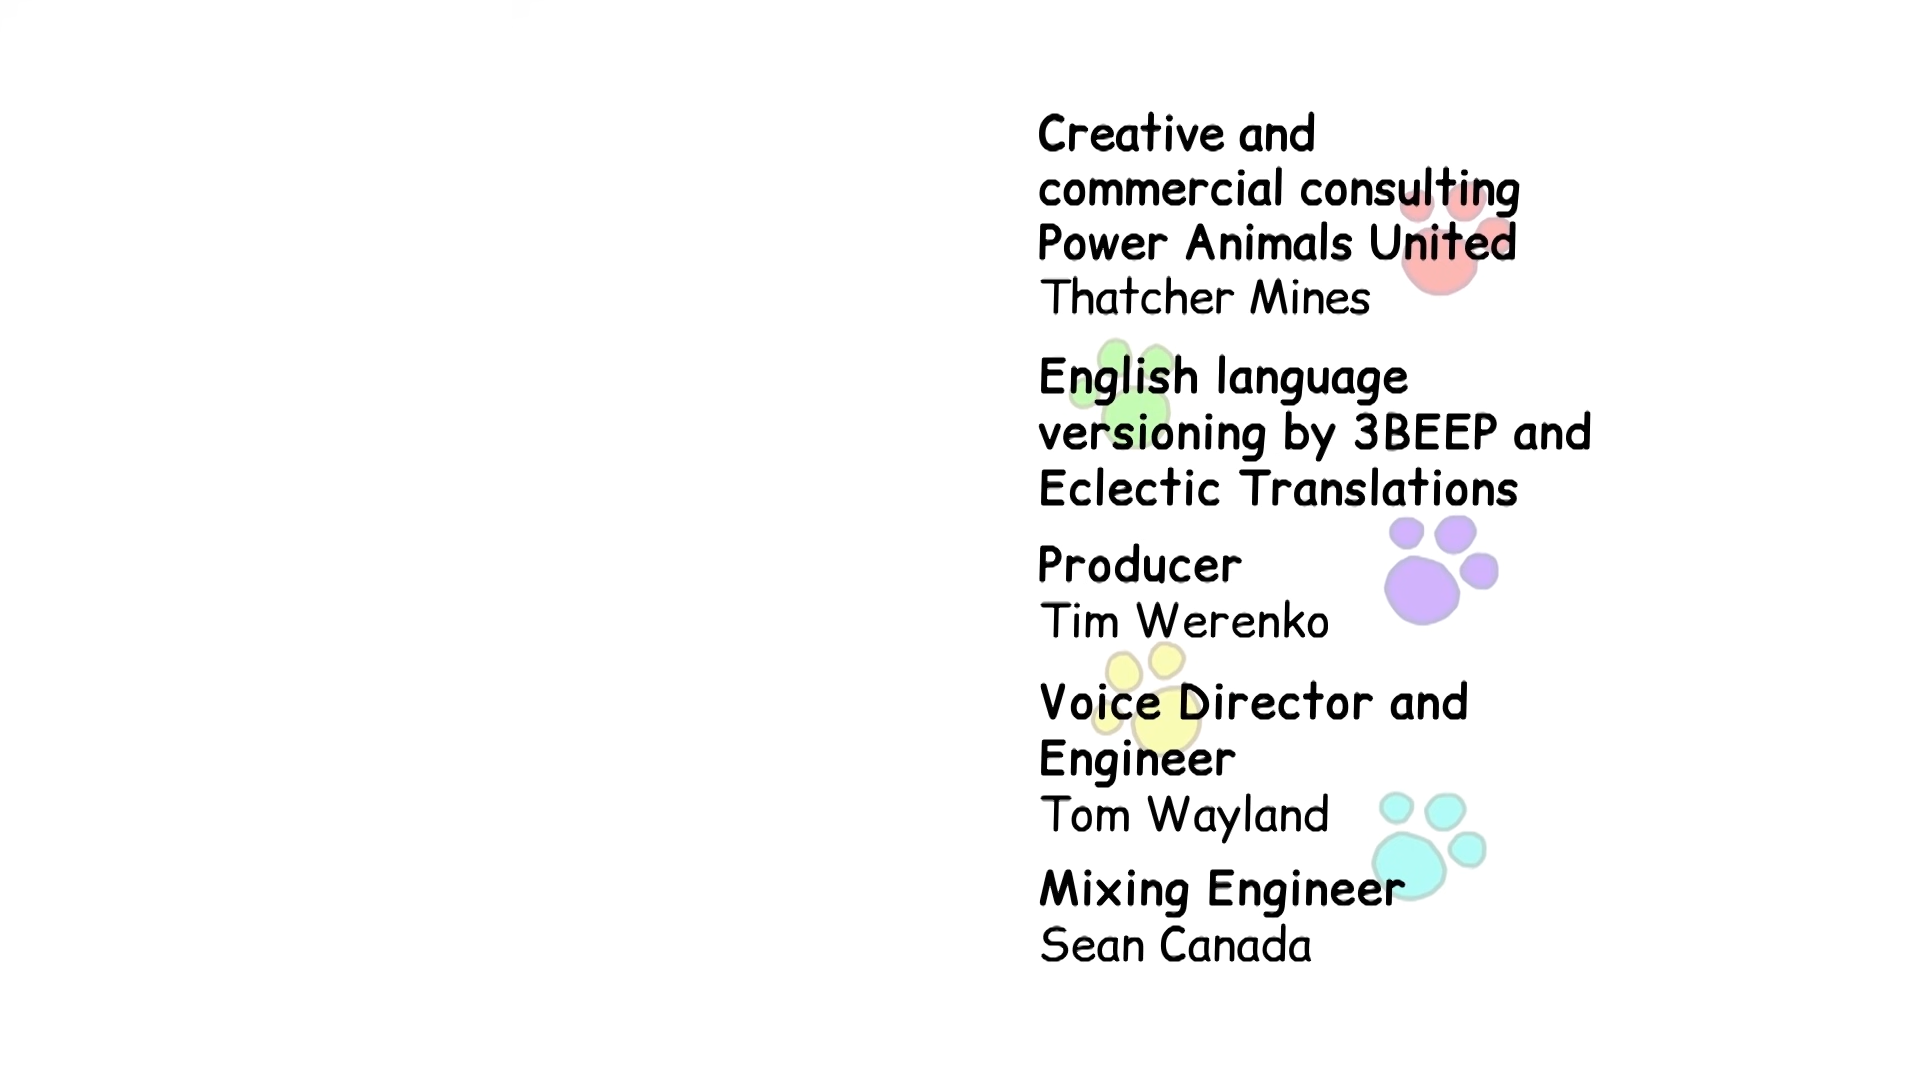 Creative and
commercial consulting
Power Animals United
Thatcher Mines
English language
versioning by 3BEEP and
Eclectic Translations
Producer
Tim Werenko
Voice Director and
Engineer
Tom Wayland
Mixing Engineer
Sean Canada